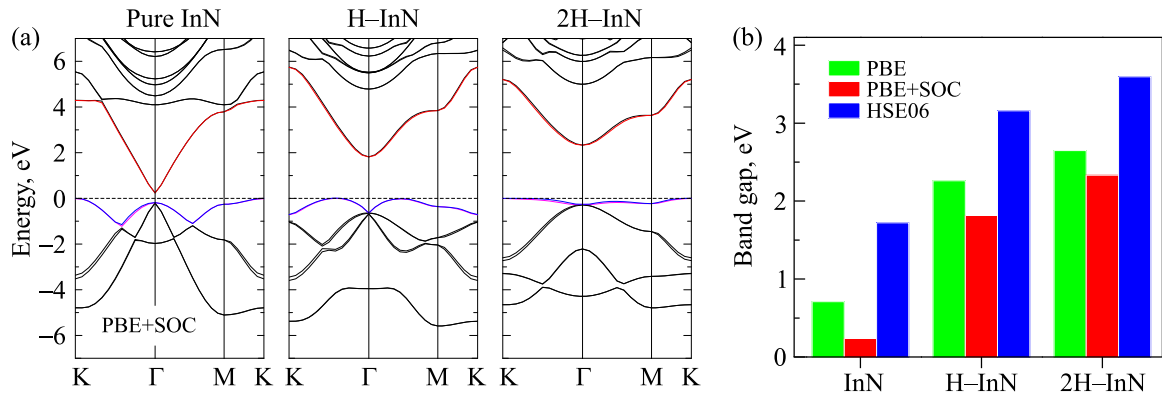 Pure InN
H–InN
2H–InN
(a)
Energy, eV
6
4
2
0
−2
−4
−6
PBE+SOC
K
Γ
M
K
K
Γ
M
K
K
Γ
M
K
(b)
Band gap, eV
4
3
2
1
0
PBE
PBE+SOC
HSE06
InN
H–InN
2H–InN